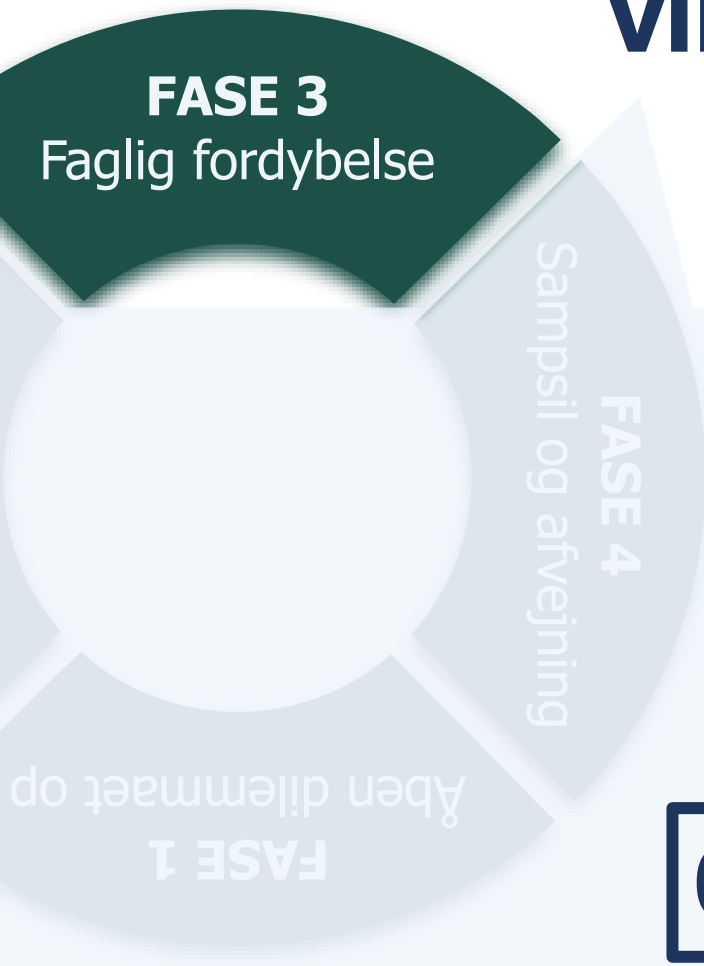 FASE 3
Faglig fordybelse
FASE 4
Sampsil og afvejning
FASE 1
Åben dilemmaet op